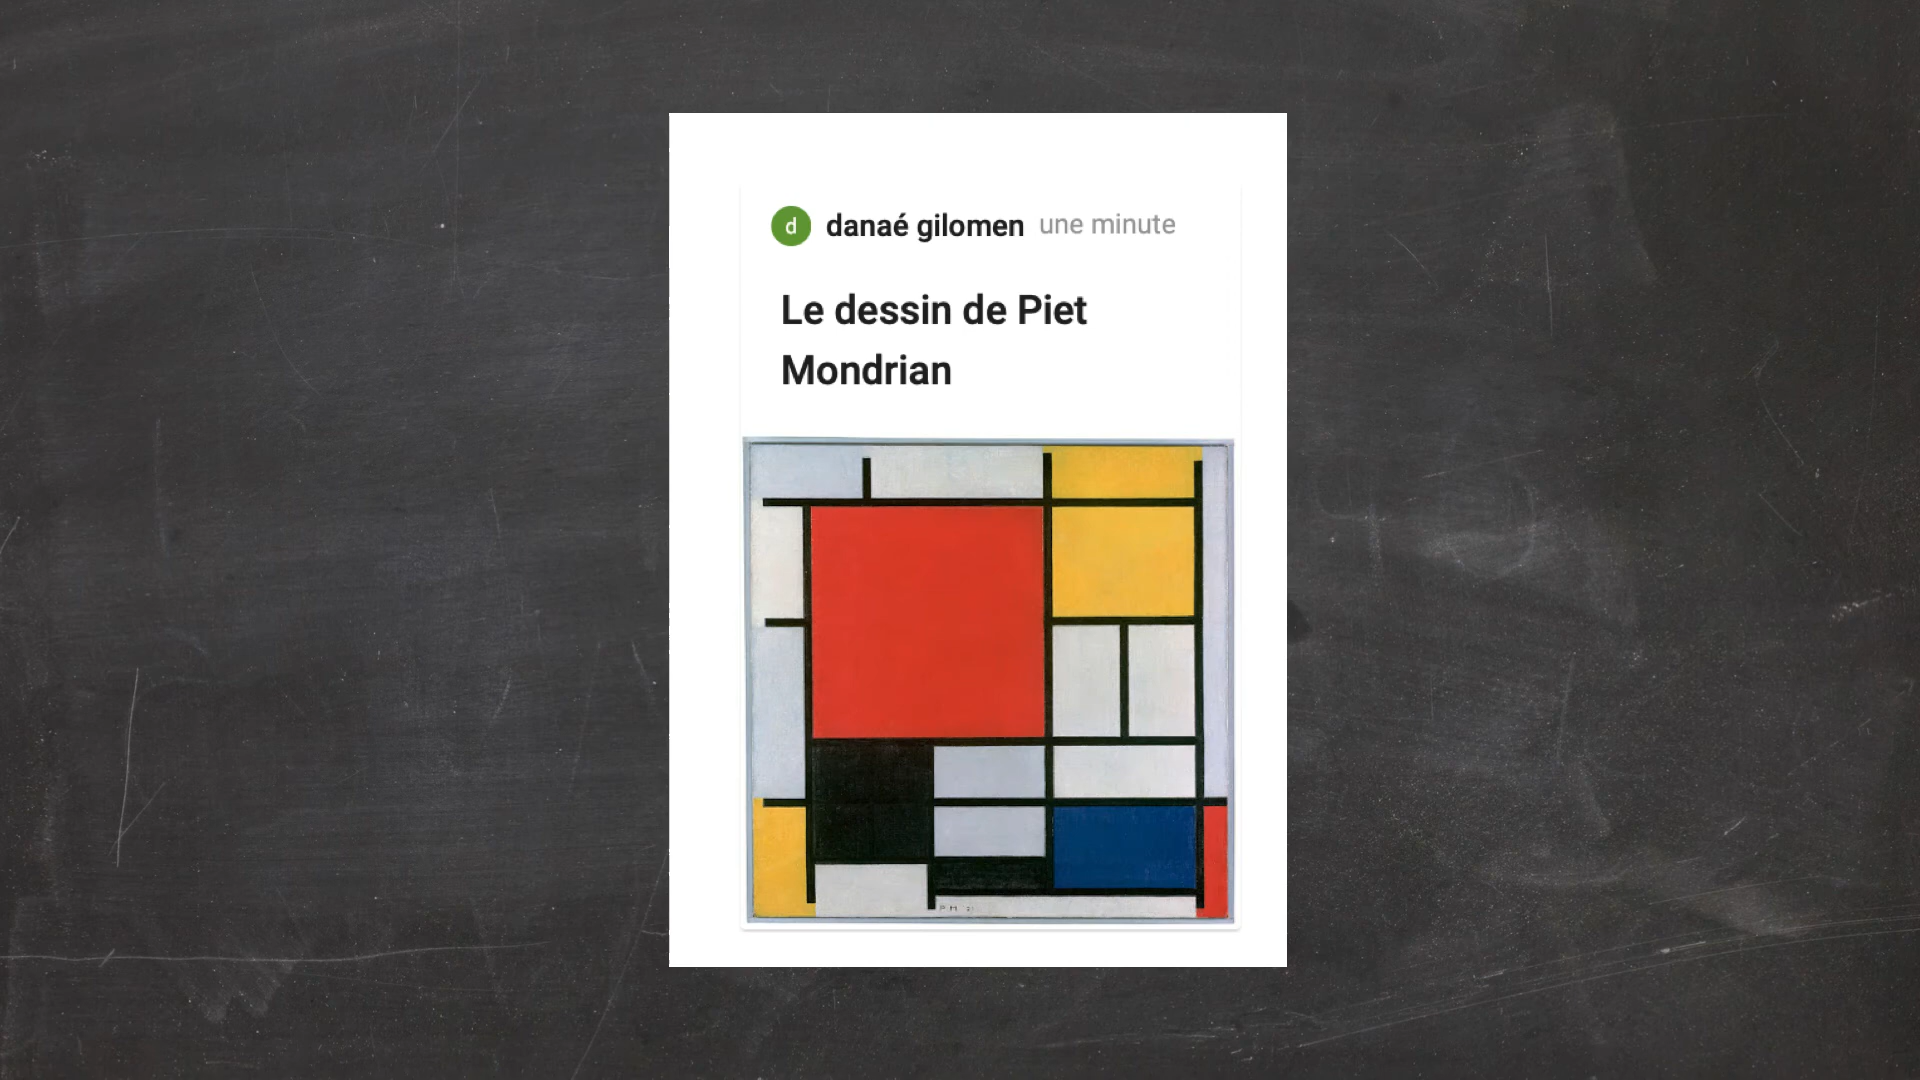 d danaé gilomen une minute
Le dessin de Piet
Mondrian